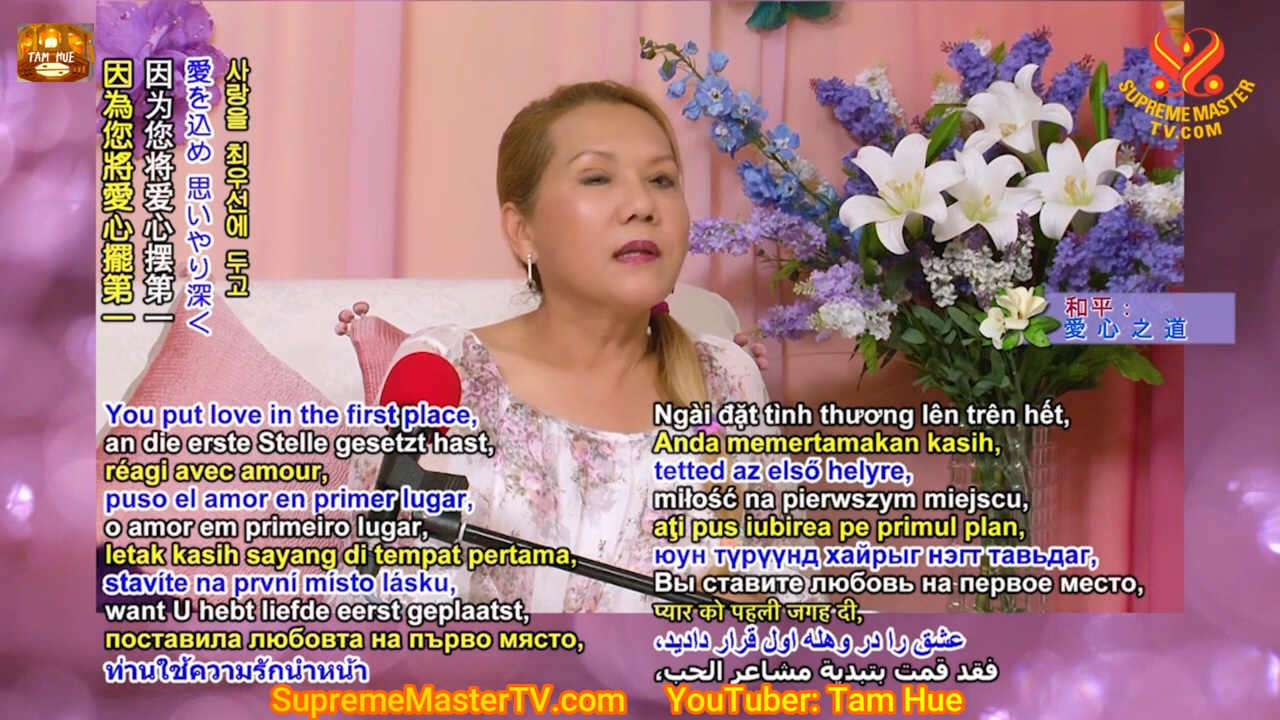 TAM HUE
SUPREME MASTER
TV.COM
사랑을 최우선에 두고
愛を込め 思いやり深く
因为您将爱心摆第一
因為您將愛心擺第一
和平：
愛心之道
You put love in the first place,
an die erste Stelle gesetzt hast,
réagi avec amour,
puso el amor en primer lugar,
o amor em primeiro lugar,
letak kasih sayang di tempat pertama,
stavíte na první místo lásku,
want U hebt liefde eerst geplaatst,
поставила любовта на първо място,
ท่านใช้ความรักนำหน้า
Ngài đặt tình thương lên trên hết,
Anda memertamakan kasih,
tetted az első helyre,
miłość na pierwszym miejscu,
aţi pus iubirea pe primul plan,
юун түрүүнд хайрыг нэгт тавьдаг,
Вы ставите любовь на первое место,
प्यार को पहली जगह दी,
عشق را در وهله اول قرار دادید،
فقد قمت بتبدية مشاعر الحب،
SupremeMasterTV.com
YouTuber: Tam Hue